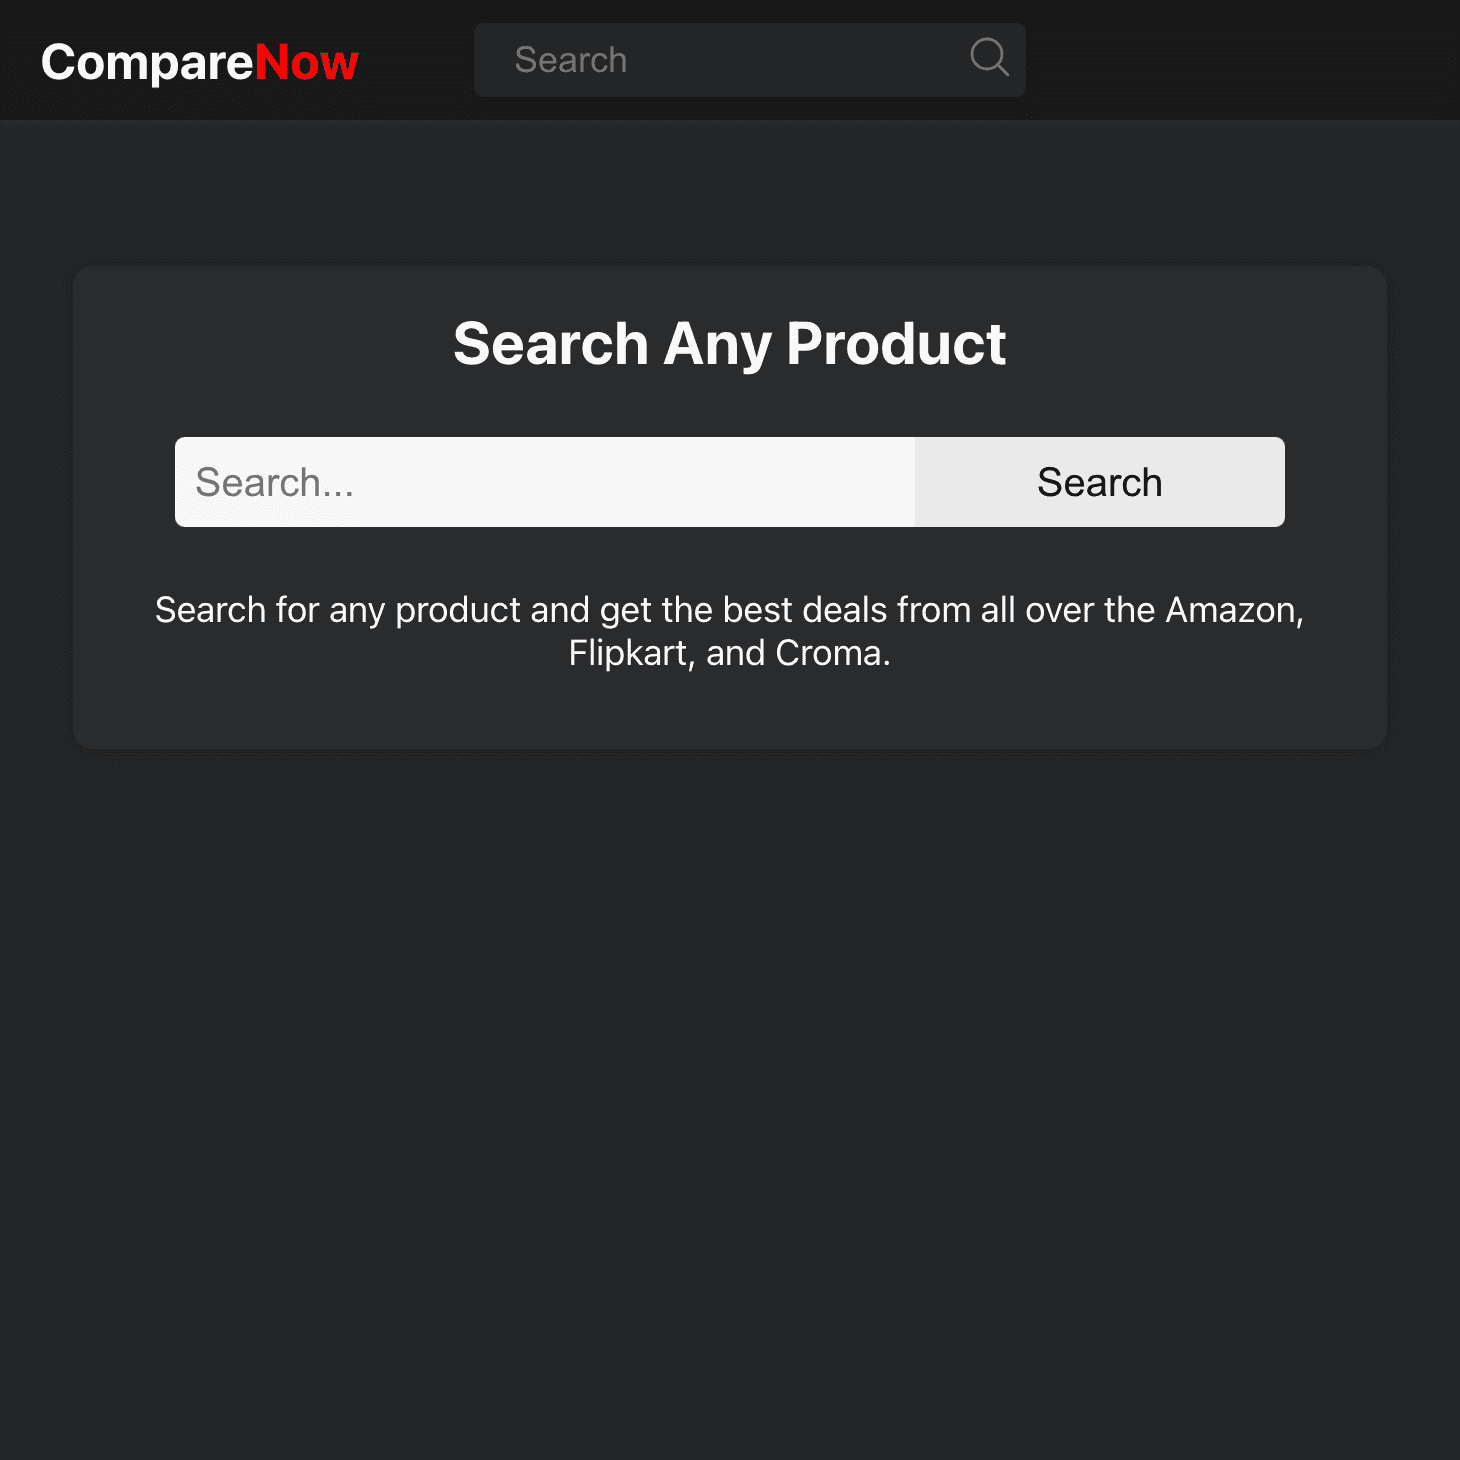 CompareNow
Search
Search Any Product
Search...
Search
Search for any product and get the best deals from all over the Amazon,
Flipkart, and Croma.